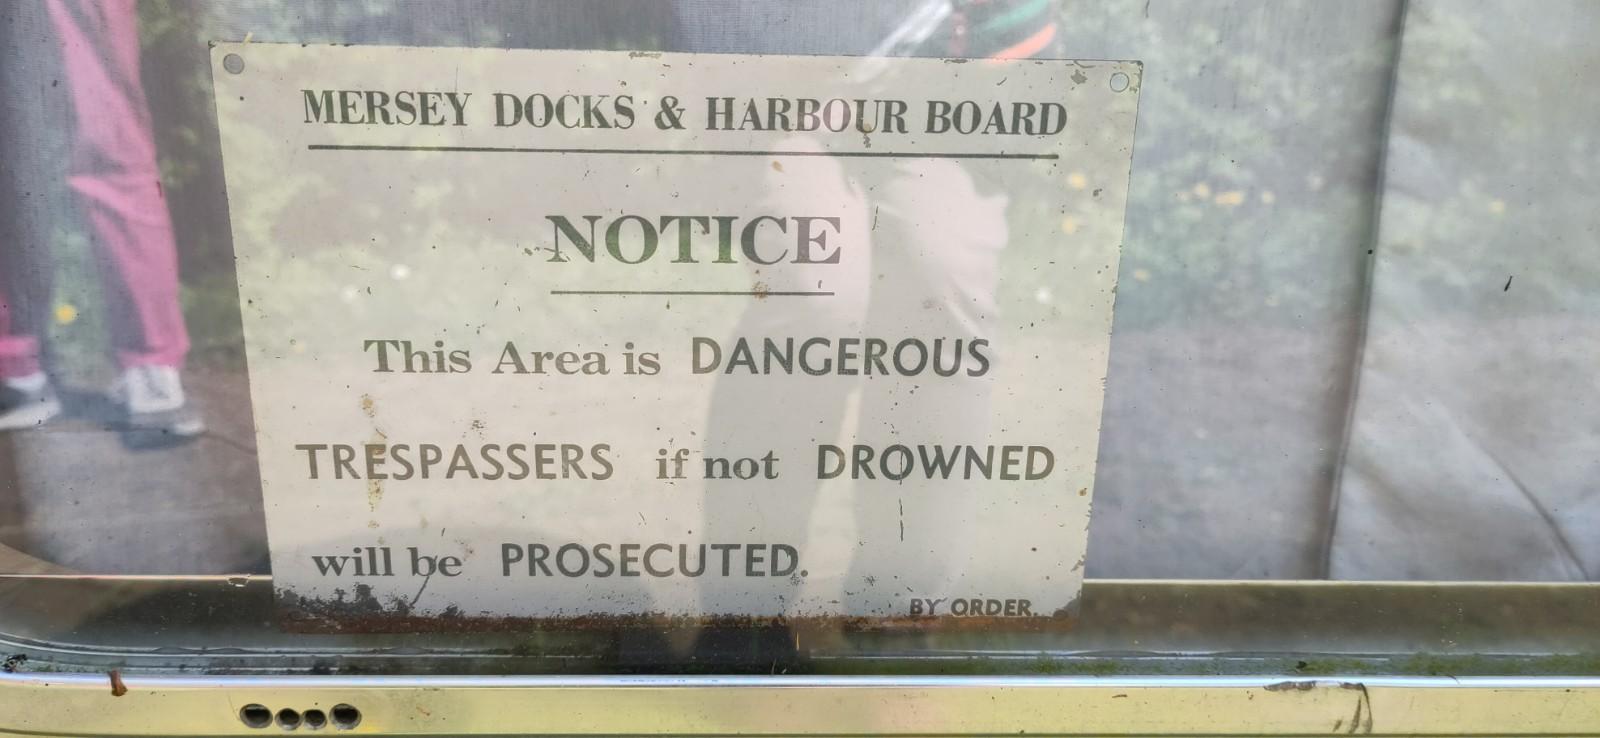 MERSEY DOCKS & HARBOUR BOARD
NOTICE
This Area is DANGEROUS
TRESPASSERS if not DROWNED
will be PROSECUTED.
BY ORDER.